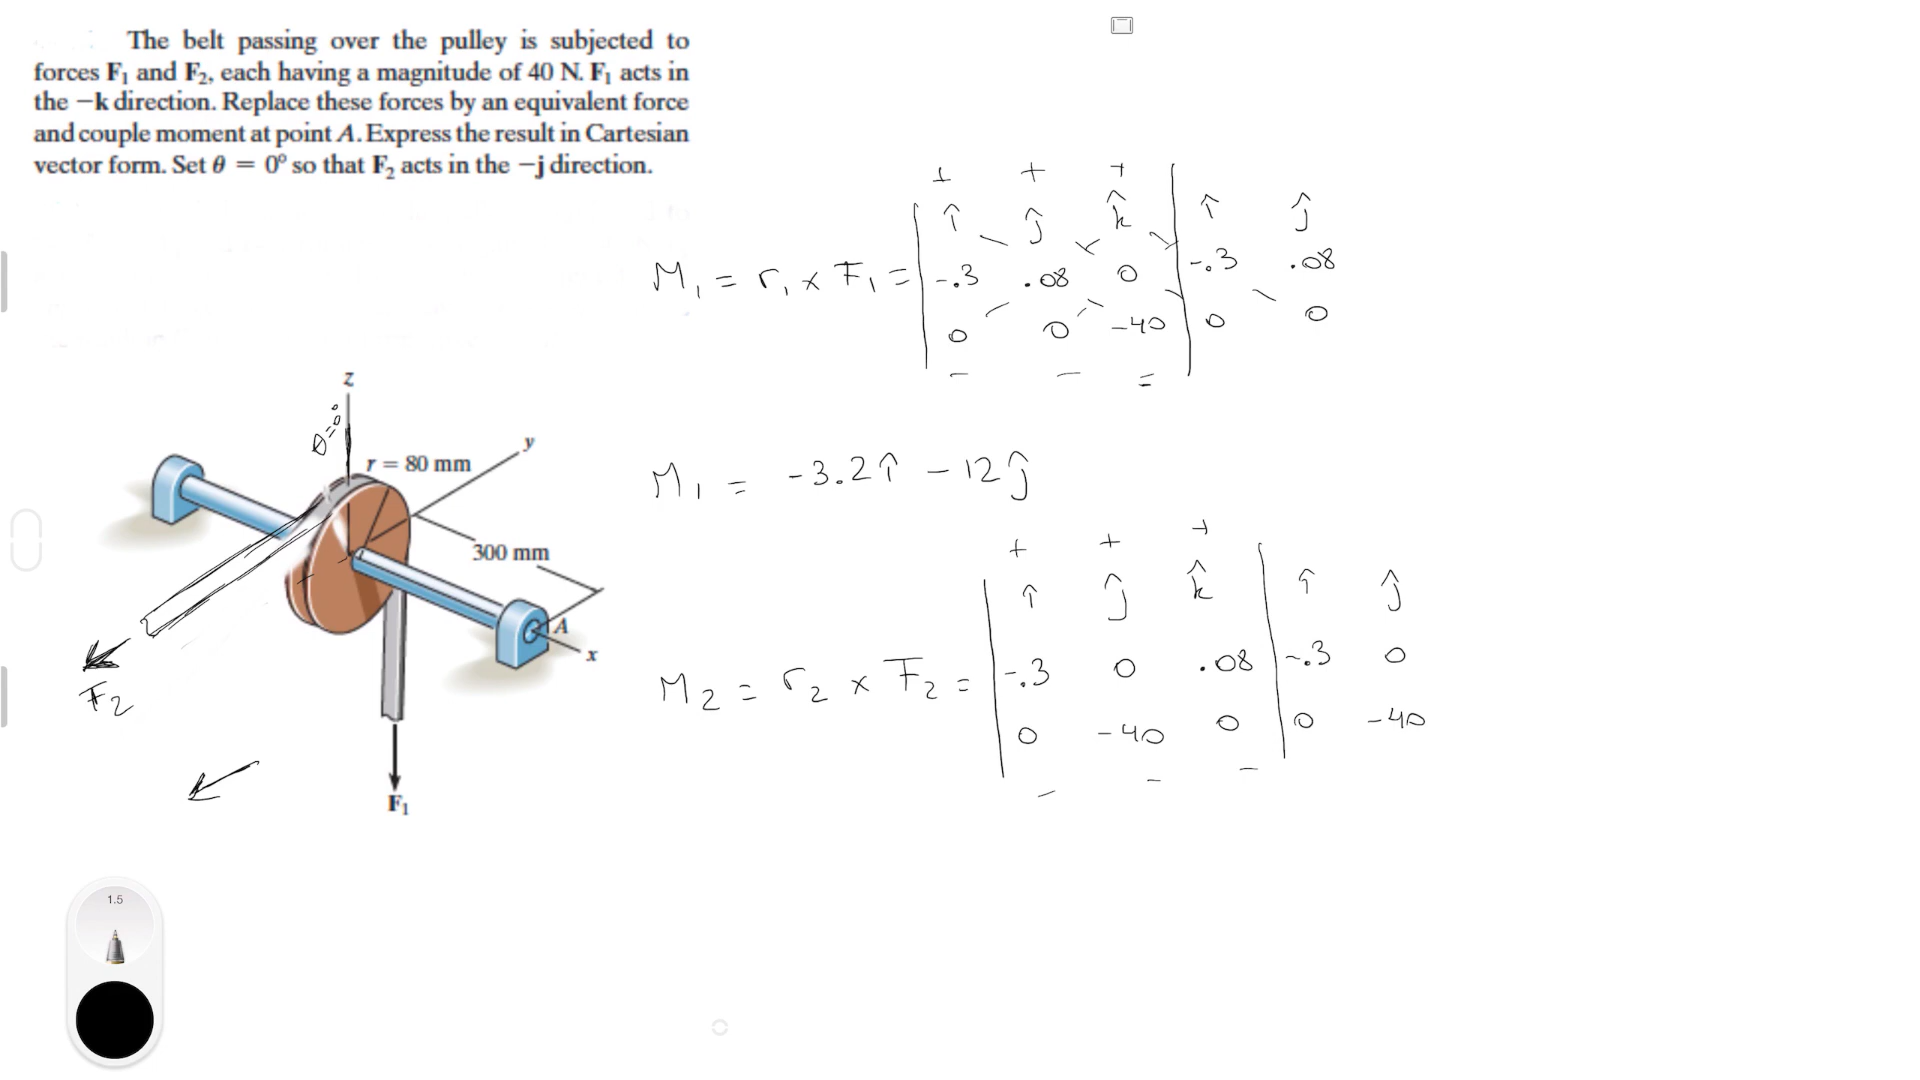 The belt passing over the pulley is subjected to
forces F₁ and F₂, each having a magnitude of 40 N. F₁ acts in
the −k direction. Replace these forces by an equivalent force
and couple moment at point A. Express the result in Cartesian
vector form. Set θ = 0° so that F₂ acts in the −j direction.
+ + +
î ĵ k̂ î ĵ
M₁ = r₁ × F₁ = -.3 .08 0 -.3 .08
0 0 -40 0 0
- - =
z
θ=0°
y
r = 80 mm
M₁ = -3.2î - 12ĵ
300 mm
A
x
F₂
F₁
+ + +
î ĵ k̂ î ĵ
M₂ = r₂ × F₂ = -.3 0 .08 -.3 0
0 -40 0 0 -40
- - -
1.5